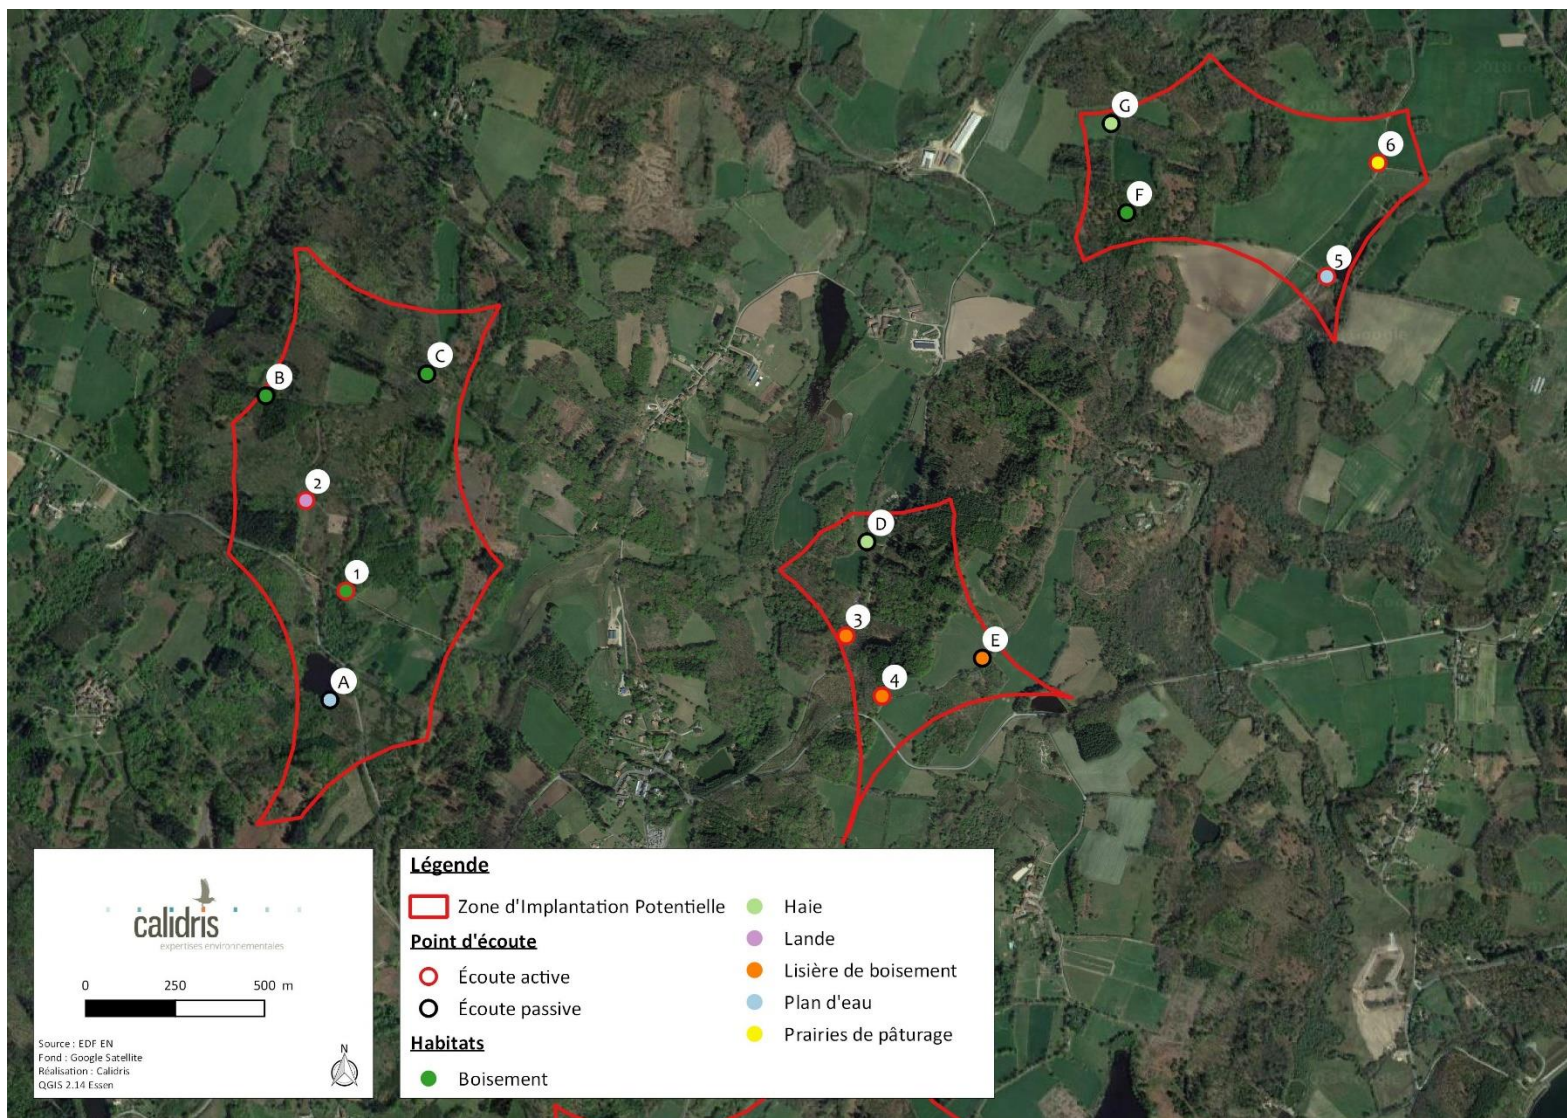 G
6
F
5
C
B
2
D
1
3
E
A
4
calidris
expertises environnementales
0 250 500 m
Source : EDF EN
Fond : Google Satellite
Réalisation : Calidris
QGIS 2.14 Essen
N
Légende
Zone d'Implantation Potentielle
Point d'écoute
Écoute active
Écoute passive
Habitats
Boisement
Haie
Lande
Lisière de boisement
Plan d'eau
Prairies de pâturage